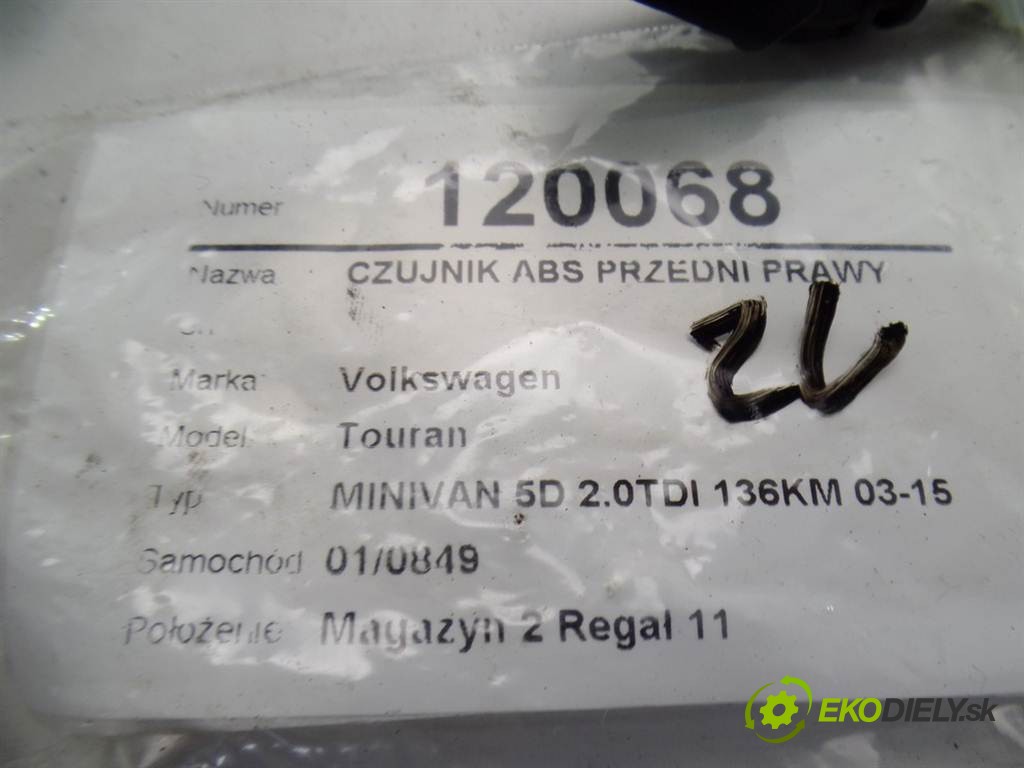 Numer 120068
Nazwa CZUJNIK ABS PRZEDNI PRAWY
Marka Volkswagen
Model Touran
Typ MINIVAN 5D 2.0TDI 136KM 03-15
Samochód 01/0849
Położenie Magazyn 2 Regał 11
EKODIELY.sk